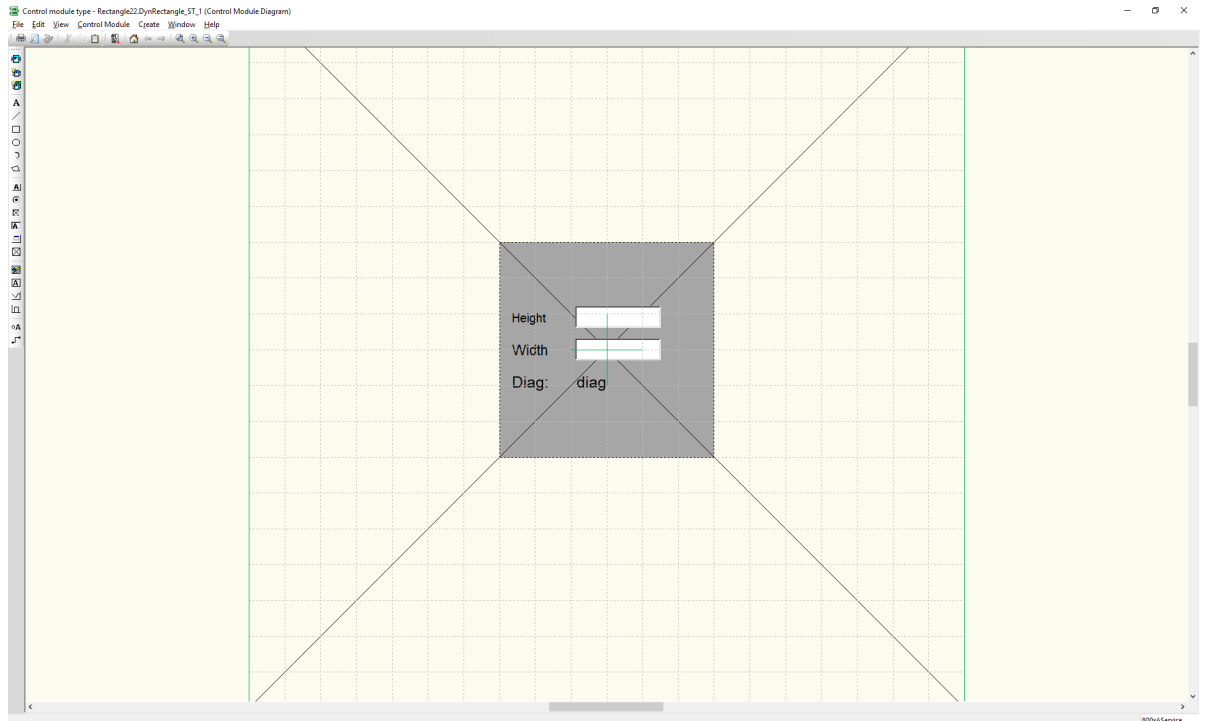 Control module type - Rectangle22.DynRectangle_ST_1 (Control Module Diagram)
File Edit View Control Module Create Window Help
Height
Width
Diag: diag
800xAService